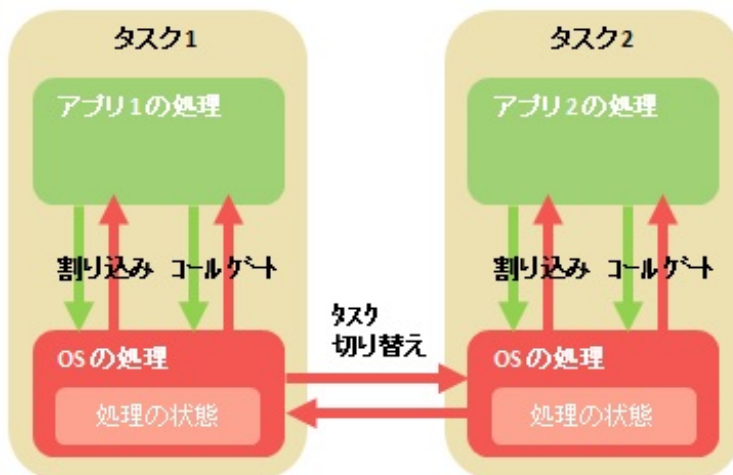 タスク1
アプリ1の処理
割り込み
コールゲート
OSの処理
処理の状態
タスク
切り替え
タスク2
アプリ2の処理
割り込み
コールゲート
OSの処理
処理の状態